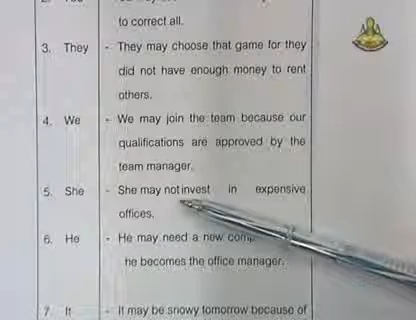 to correct all.
3. They - They may choose that game for they
did not have enough money to rent
others.
4. We - We may join the team because our
qualifications are approved by the
team manager.
5. She - She may not invest in expensive
offices.
6. He - He may need a new
he becomes the office manager.
7. It - It may be snowy tomorrow because of